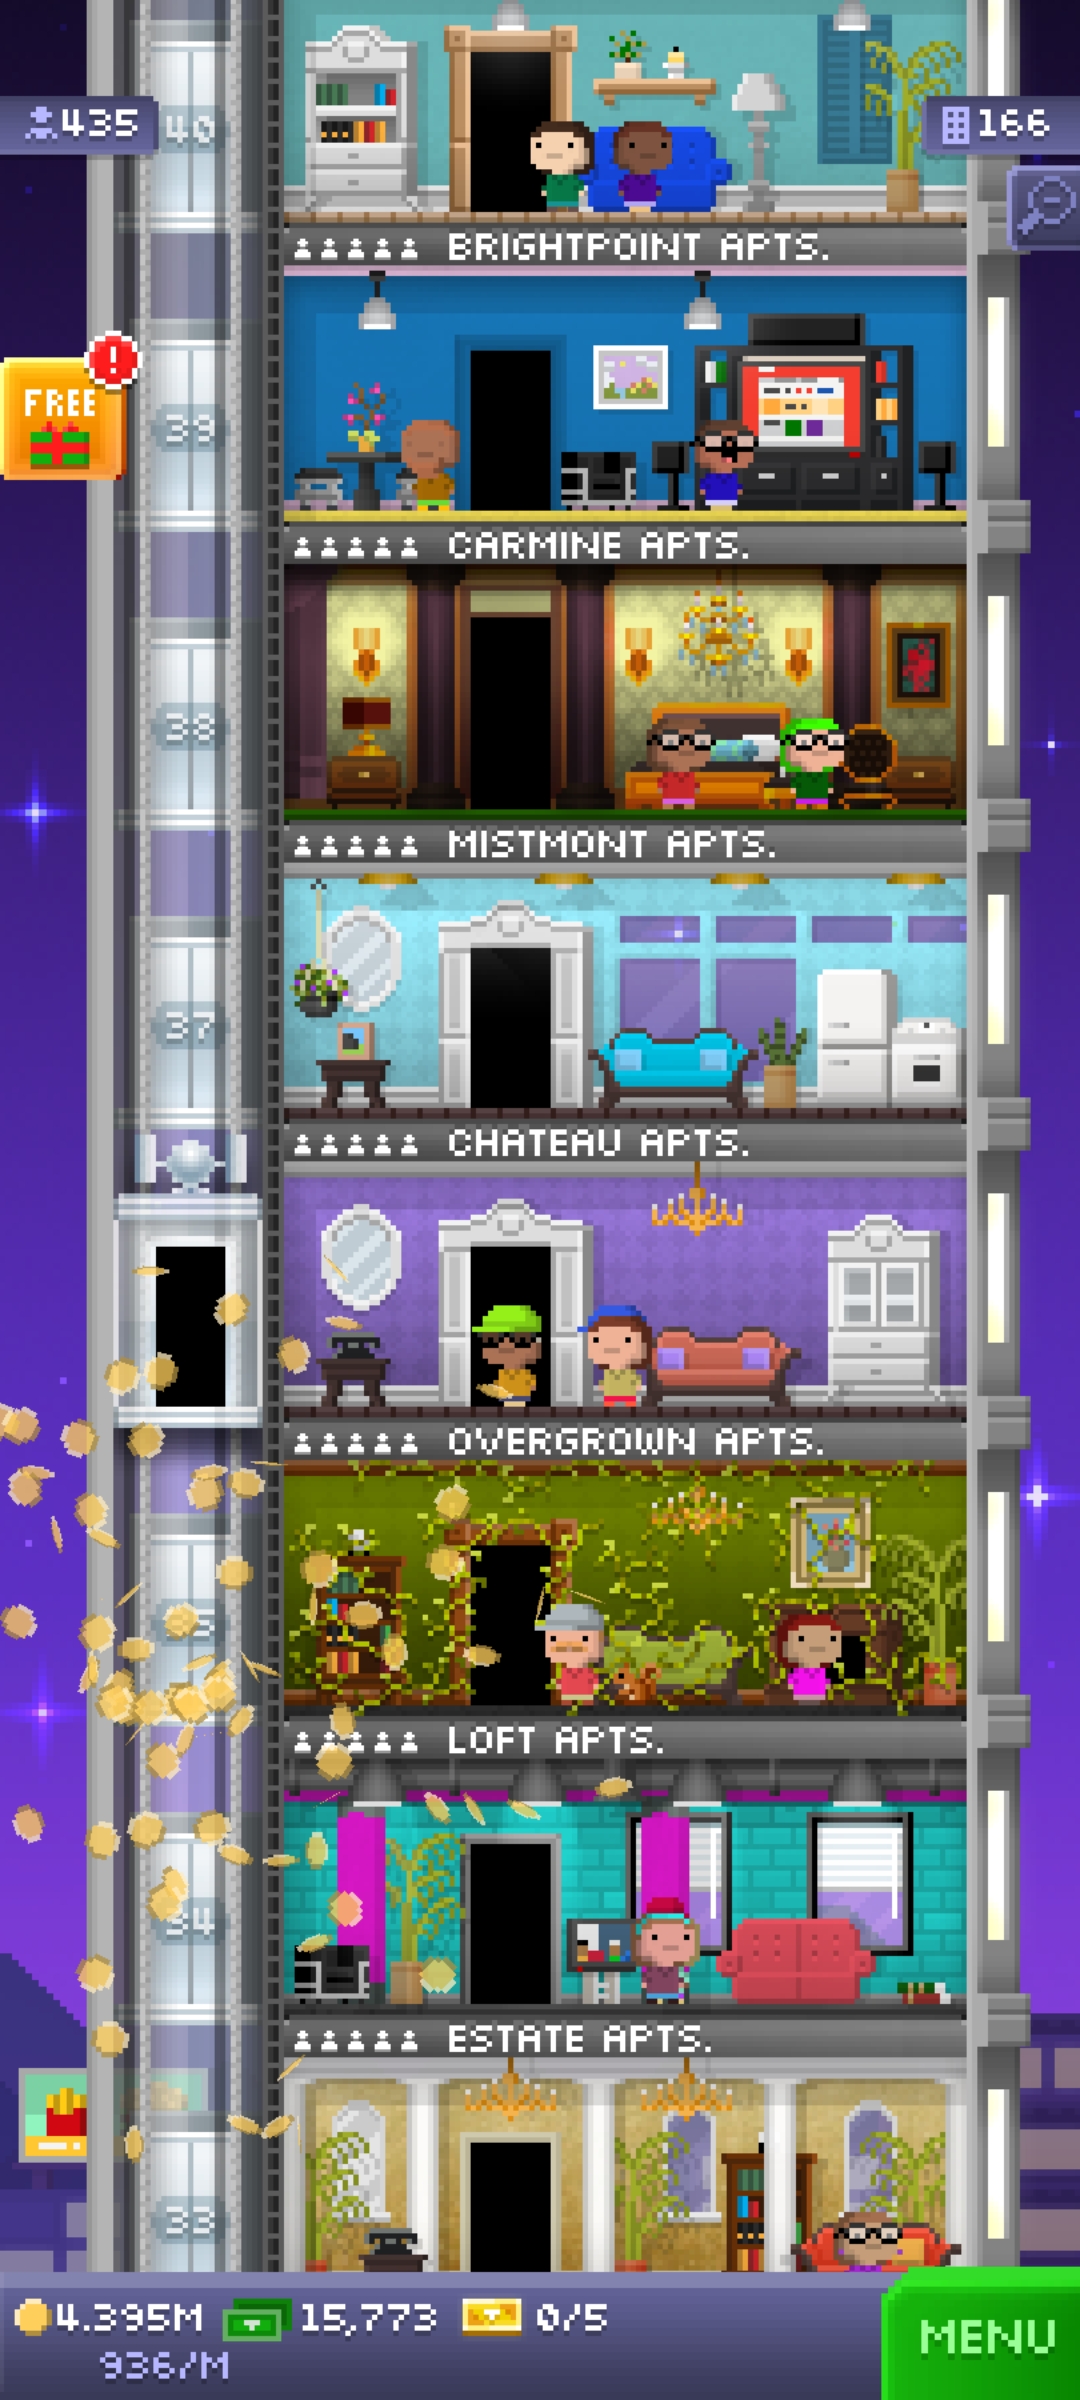 435
40
166
BRIGHTPOINT APTS.
FREE
!
39
CARMINE APTS.
38
MISTMONT APTS.
37
CHATEAU APTS.
OVERGROWN APTS.
LOFT APTS.
34
ESTATE APTS.
33
4.395M 15,773 0/5
936/M
MENU